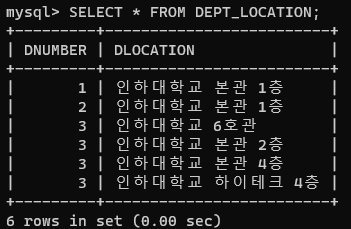 mysql> SELECT * FROM DEPT_LOCATION;
+---------+-------------------------+
| DNUMBER | DLOCATION               |
+---------+-------------------------+
|       1 | 인하대학교 본관 1층 |
|       2 | 인하대학교 본관 1층 |
|       3 | 인하대학교 6호관 |
|       3 | 인하대학교 본관 2층 |
|       3 | 인하대학교 본관 4층 |
|       3 | 인하대학교 하이테크 4층 |
+---------+-------------------------+
6 rows in set (0.00 sec)